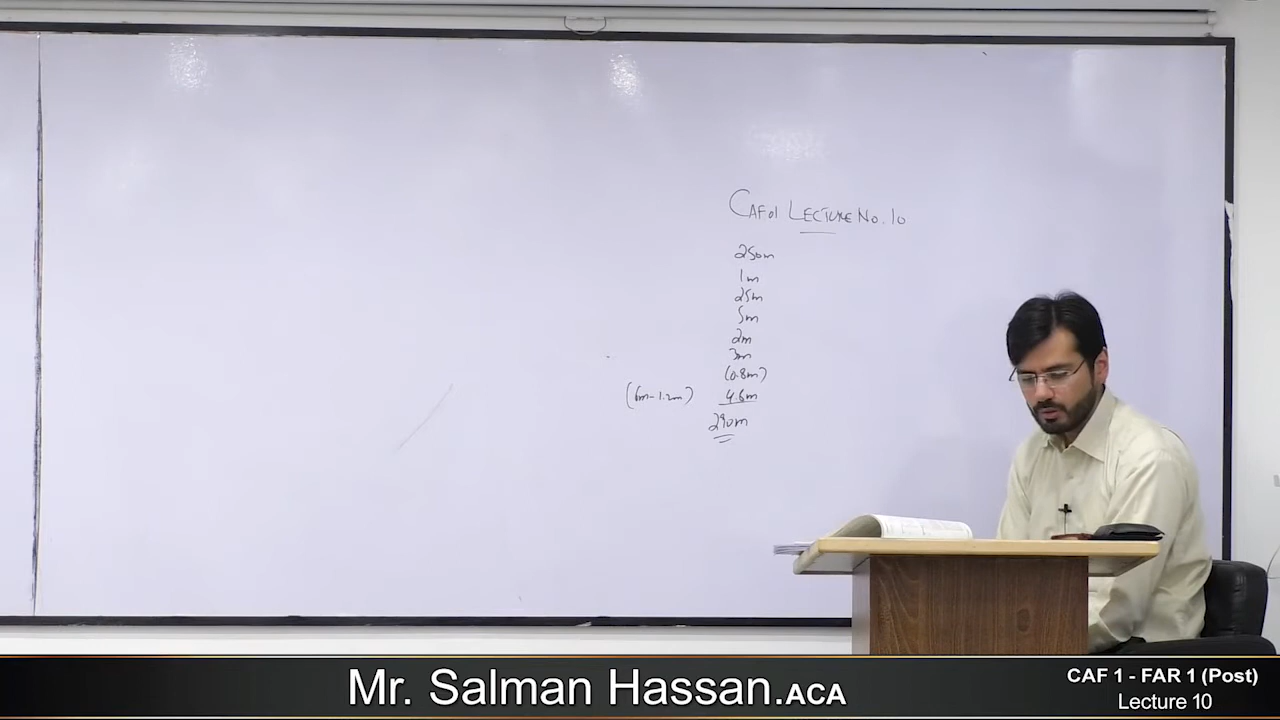 CAF01 LECTURE NO. 10
250m
1m
25m
5m
2m
3m
(0.8m)
(6m-1.2m) 4.8m
290m
Mr. Salman Hassan.ACA
CAF 1 - FAR 1 (Post)
Lecture 10